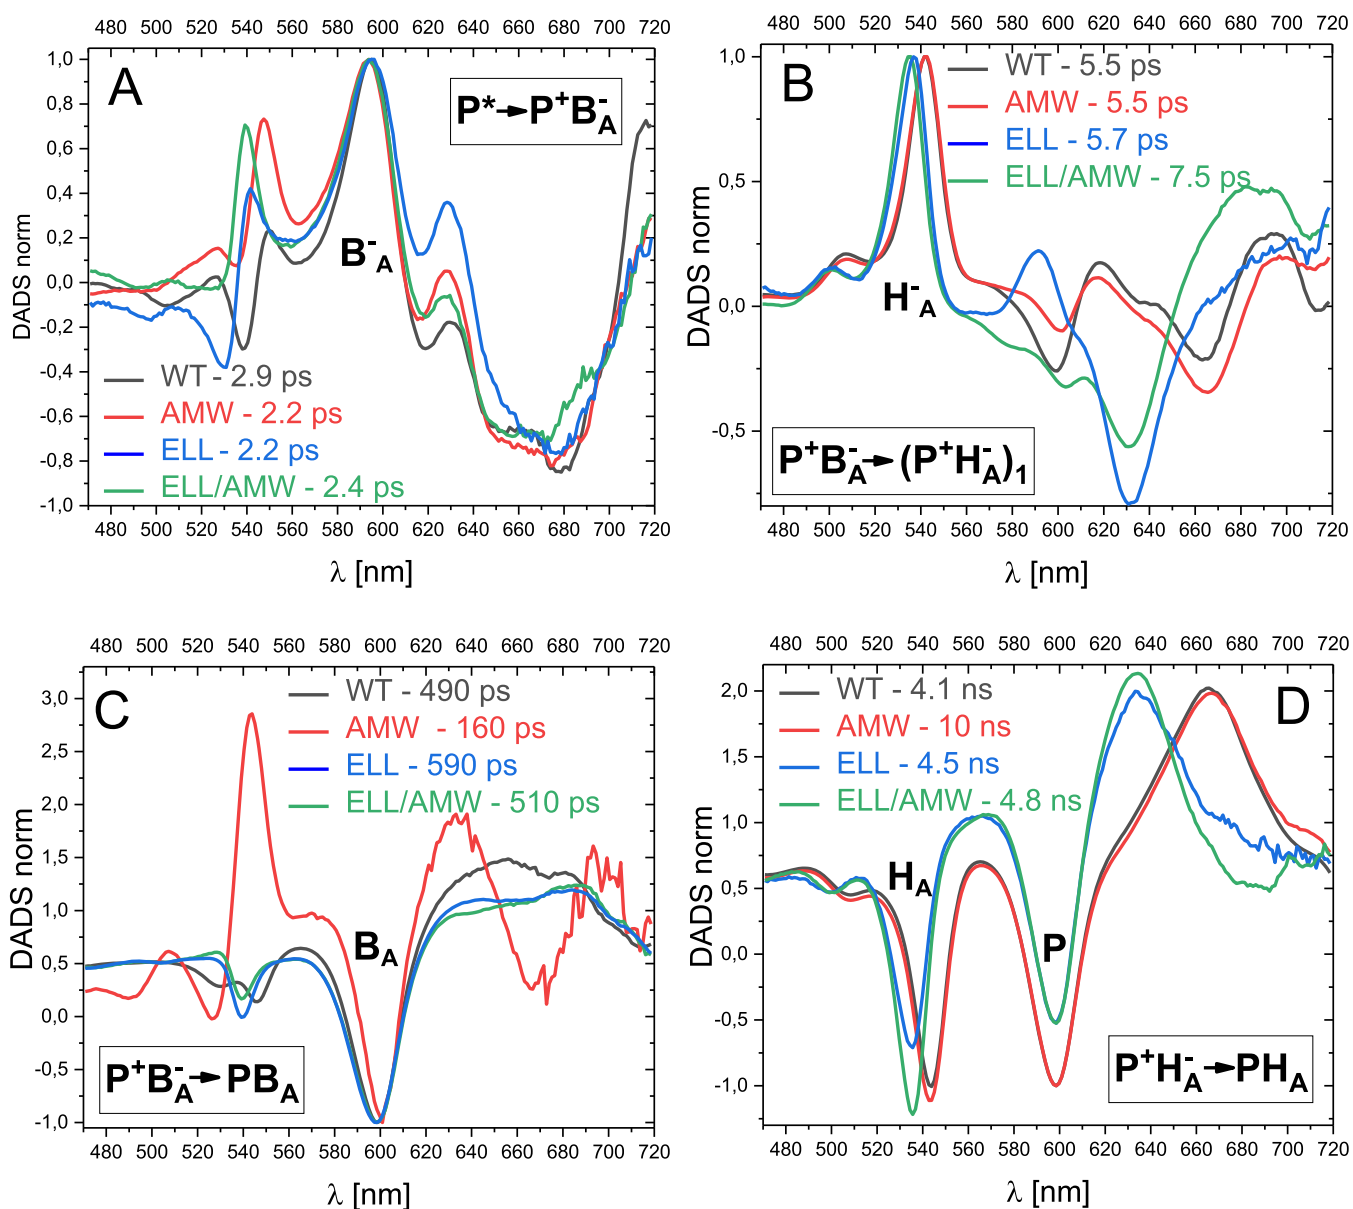 480 500 520 540 560 580 600 620 640 660 680 700 720
A
P*→P⁺B⁻A
1,0
0,8
0,6
0,4
0,2
0,0
-0,2
-0,4
-0,6
-0,8
-1,0
DADS norm
B⁻A
WT - 2.9 ps
AMW - 2.2 ps
ELL - 2.2 ps
ELL/AMW - 2.4 ps
480 500 520 540 560 580 600 620 640 660 680 700 720
λ [nm]
480 500 520 540 560 580 600 620 640 660 680 700 720
B
WT - 5.5 ps
AMW - 5.5 ps
ELL - 5.7 ps
ELL/AMW - 7.5 ps
1,0
0,5
0,0
-0,5
DADS norm
H⁻A
P⁺B⁻A→(P⁺H⁻A)1
480 500 520 540 560 580 600 620 640 660 680 700 720
λ [nm]
480 500 520 540 560 580 600 620 640 660 680 700 720
C
WT - 490 ps
AMW - 160 ps
ELL - 590 ps
ELL/AMW - 510 ps
3,0
2,5
2,0
1,5
1,0
0,5
0,0
-0,5
-1,0
DADS norm
BA
P⁺B⁻A→PBA
480 500 520 540 560 580 600 620 640 660 680 700 720
λ [nm]
480 500 520 540 560 580 600 620 640 660 680 700 720
D
WT - 4.1 ns
AMW - 10 ns
ELL - 4.5 ns
ELL/AMW - 4.8 ns
2,0
1,5
1,0
0,5
0,0
-0,5
-1,0
DADS norm
HA
P
P⁺H⁻A→PHA
480 500 520 540 560 580 600 620 640 660 680 700 720
λ [nm]